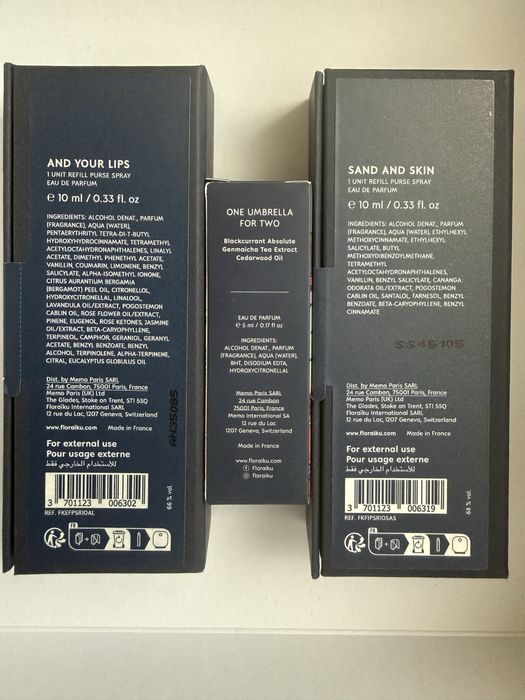 AND YOUR LIPS
1 UNIT REFILL PURSE SPRAY
EAU DE PARFUM
℮ 10 ml / 0.33 fl. oz
INGREDIENTS: ALCOHOL DENAT., PARFUM
(FRAGRANCE), AQUA (WATER),
PENTAERYTHRITYL TETRA-DI-T-BUTYL
HYDROXYHYDROCINNAMATE, TETRAMETHYL
ACETYLOCTAHYDRONAPHTHALENES, LINALYL
ACETATE, DIMETHYL PHENETHYL ACETATE,
VANILLIN, COUMARIN, LIMONENE, BENZYL
SALICYLATE, ALPHA-ISOMETHYL IONONE,
CITRUS AURANTIUM BERGAMIA
(BERGAMOT) PEEL OIL, CITRONELLOL,
HYDROXYCITRONELLAL, LINALOOL,
LAVANDULA OIL/EXTRACT, POGOSTEMON
CABLIN OIL, ROSE FLOWER OIL/EXTRACT,
PINENE, EUGENOL, ROSE KETONES, JASMINE
OIL/EXTRACT, BETA-CARYOPHYLLENE,
TERPINEOL, CAMPHOR, GERANIOL, GERANYL
ACETATE, BENZYL BENZOATE, BENZYL
ALCOHOL, TERPINOLENE, ALPHA-TERPINENE,
CITRAL, EUCALYPTUS GLOBULUS OIL
Dist. by Memo Paris SARL
24 rue Cambon, 75001 Paris, France
Memo Paris (UK) Ltd
The Glades, Stoke on Trent, ST1 5SQ
Floraiku International SARL
12 rue du Lac, 1207 Geneva, Switzerland
www.floraiku.com
For external use
Pour usage externe
للأستخدام الخارجي فقط
3 701123 006302
REF. FKEFPSR10AL
66 % vol.
AN35085
FR
ONE UMBRELLA
FOR TWO
Blackcurrant Absolute
Genmaicha Tea Extract
Cedarwood Oil
EAU DE PARFUM
℮ 5 ml / 0.17 fl oz
INGREDIENTS:
ALCOHOL DENAT., PARFUM
(FRAGRANCE), AQUA (WATER),
BHT, DISODIUM EDTA,
HYDROXYCITRONELLAL
Made in France
Memo Paris SARL
24 rue Cambon
75001 Paris, France
Memo International SA
12 rue du Lac
1207 Geneva, Switzerland
Made in France
www.floraiku.com
floraiku
floraiku
SAND AND SKIN
1 UNIT REFILL PURSE SPRAY
EAU DE PARFUM
℮ 10 ml / 0.33 fl. oz
INGREDIENTS: ALCOHOL DENAT., PARFUM
(FRAGRANCE), AQUA (WATER), ETHYLHEXYL
METHOXYCINNAMATE, ETHYLHEXYL
SALICYLATE, BUTYL
METHOXYDIBENZOYLMETHANE,
TETRAMETHYL
ACETYLOCTAHYDRONAPHTHALENES,
VANILLIN, BENZYL SALICYLATE, CANANGA
ODORATA OIL/EXTRACT, POGOSTEMON
CABLIN OIL, SANTALOL, FARNESOL, BENZYL
BENZOATE, BETA-CARYOPHYLLENE, BENZYL
CINNAMATE
SS45105
Dist. by Memo Paris SARL
24 rue Cambon, 75001 Paris, France
Memo Paris (UK) Ltd
The Glades, Stoke on Trent, ST1 5SQ
Floraiku International SARL
12 rue du Lac, 1207 Geneva, Switzerland
www.floraiku.com
For external use
Pour usage externe
للأستخدام الخارجي فقط
3 701123 006319
REF. FKFIPSR10SAS
68 % vol.
FR